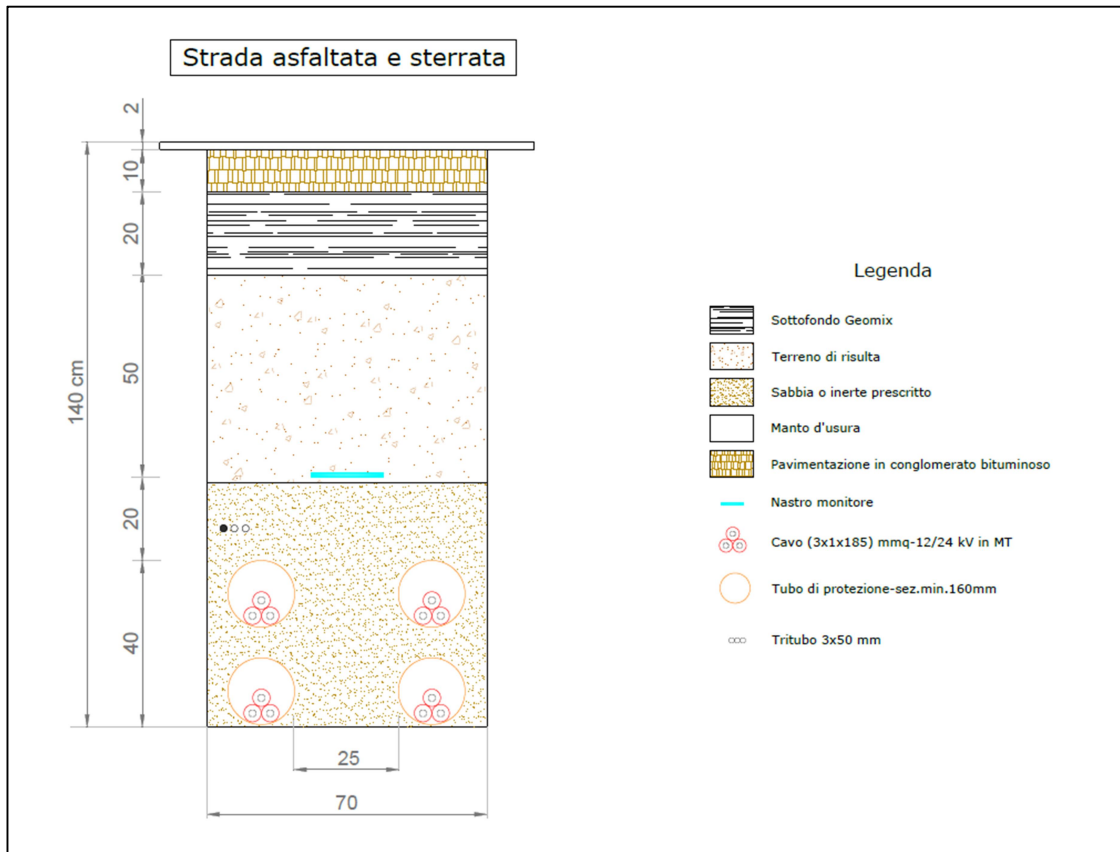 Strada asfaltata e sterrata
2
10
20
50
140 cm
20
40
25
70
Legenda
Sottofondo Geomix
Terreno di risulta
Sabbia o inerte prescritto
Manto d'usura
Pavimentazione in conglomerato bituminoso
Nastro monitore
Cavo (3x1x185) mmq-12/24 kV in MT
Tubo di protezione-sez.min.160mm
Tritubo 3x50 mm